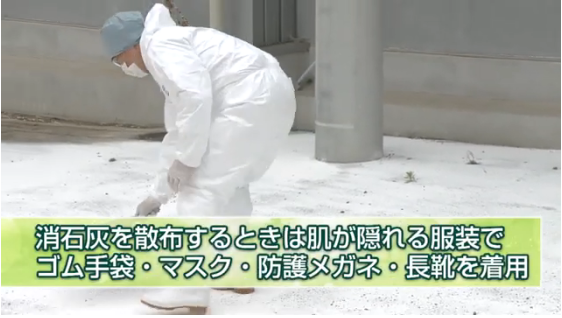 消石灰を散布するときは肌が隠れる服装で
ゴム手袋・マスク・防護メガネ・長靴を着用